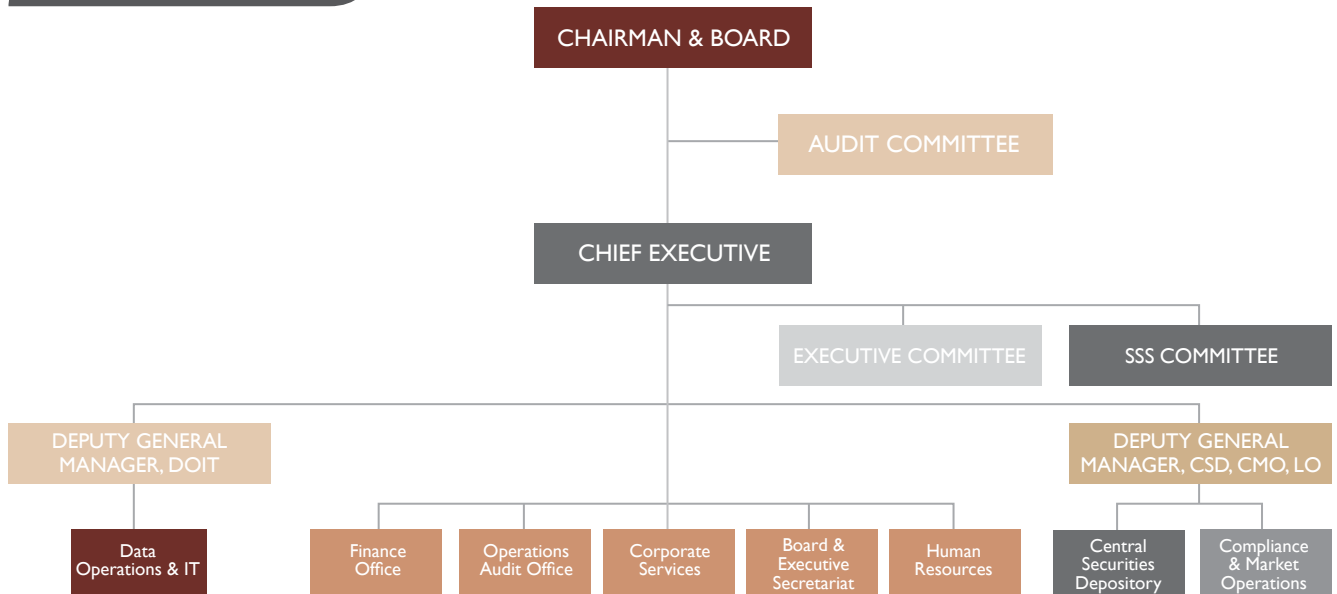 CHAIRMAN & BOARD
AUDIT COMMITTEE
CHIEF EXECUTIVE
EXECUTIVE COMMITTEE
SSS COMMITTEE
DEPUTY GENERAL
MANAGER, DOIT
DEPUTY GENERAL
MANAGER, CSD, CMO, LO
Data
Operations & IT
Finance
Office
Operations
Audit Office
Corporate
Services
Board &
Executive
Secretariat
Human
Resources
Central
Securities
Depository
Compliance
& Market
Operations